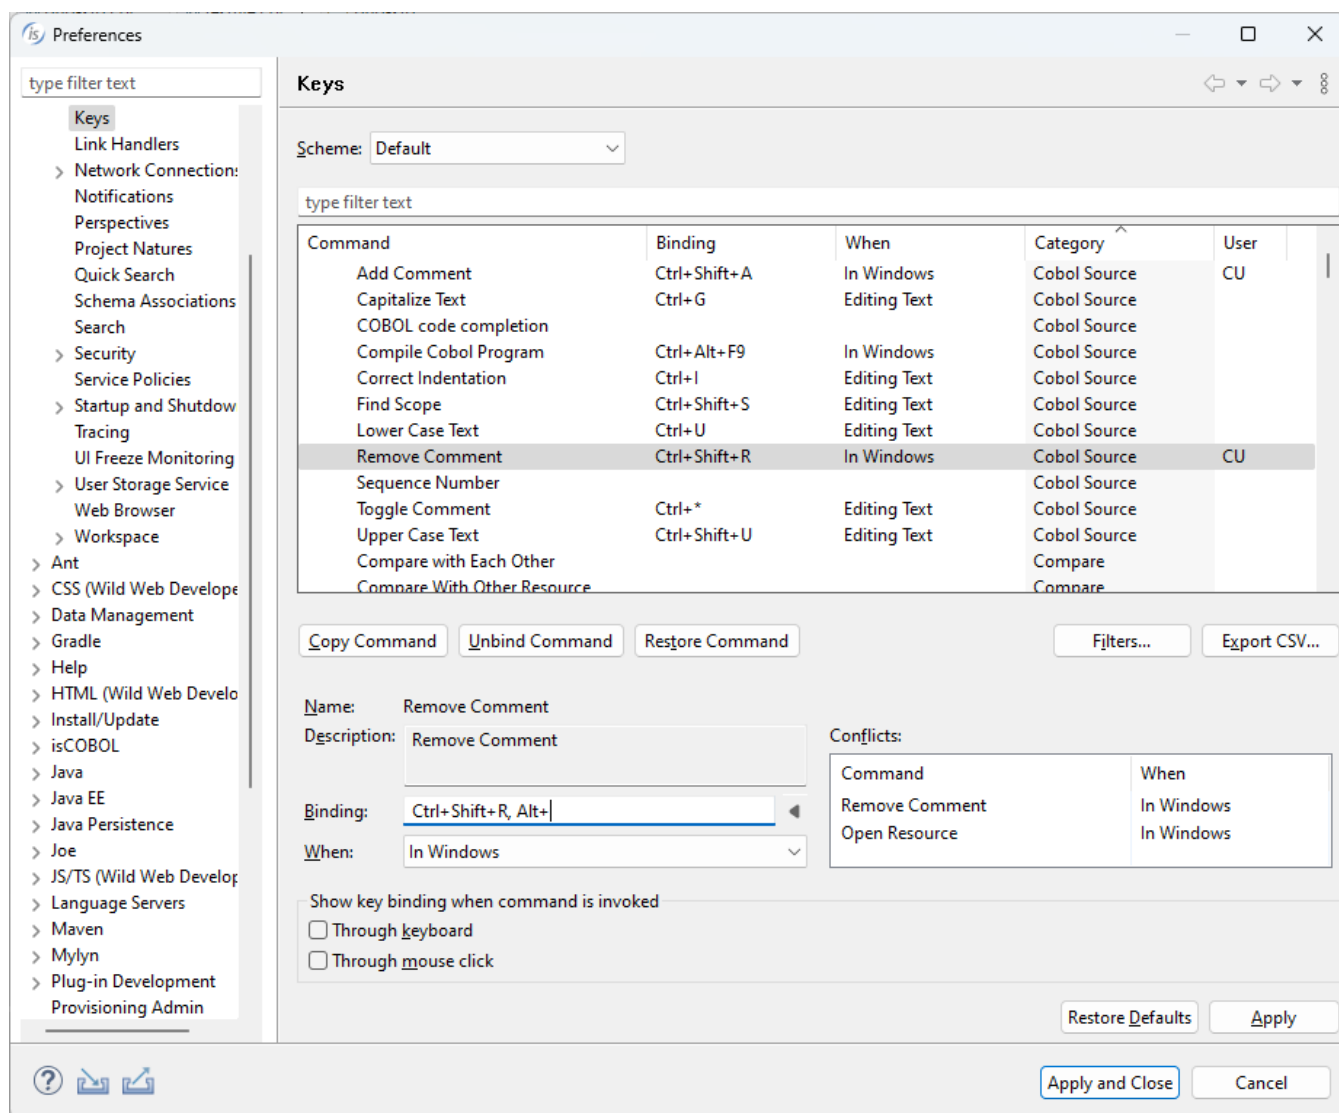 is Preferences
type filter text
Keys
Link Handlers
Network Connection:
Notifications
Perspectives
Project Natures
Quick Search
Schema Associations
Search
Security
Service Policies
Startup and Shutdow
Tracing
UI Freeze Monitoring
User Storage Service
Web Browser
Workspace
Ant
CSS (Wild Web Develope
Data Management
Gradle
Help
HTML (Wild Web Develo
Install/Update
isCOBOL
Java
Java EE
Java Persistence
Joe
JS/TS (Wild Web Develop
Language Servers
Maven
Mylyn
Plug-in Development
Provisioning Admin
Keys
Scheme: Default
type filter text
Command Binding When Category User
Add Comment Ctrl+Shift+A In Windows Cobol Source CU
Capitalize Text Ctrl+G Editing Text Cobol Source
COBOL code completion Cobol Source
Compile Cobol Program Ctrl+Alt+F9 In Windows Cobol Source
Correct Indentation Ctrl+I Editing Text Cobol Source
Find Scope Ctrl+Shift+S Editing Text Cobol Source
Lower Case Text Ctrl+U Editing Text Cobol Source
Remove Comment Ctrl+Shift+R In Windows Cobol Source CU
Sequence Number Cobol Source
Toggle Comment Ctrl+* Editing Text Cobol Source
Upper Case Text Ctrl+Shift+U Editing Text Cobol Source
Compare with Each Other Compare
Compare With Other Resource Compare
Copy Command Unbind Command Restore Command Filters... Export CSV...
Name: Remove Comment
Description: Remove Comment
Binding: Ctrl+Shift+R, Alt+
When: In Windows
Conflicts:
Command When
Remove Comment In Windows
Open Resource In Windows
Show key binding when command is invoked
Through keyboard
Through mouse click
Restore Defaults Apply
? Apply and Close Cancel